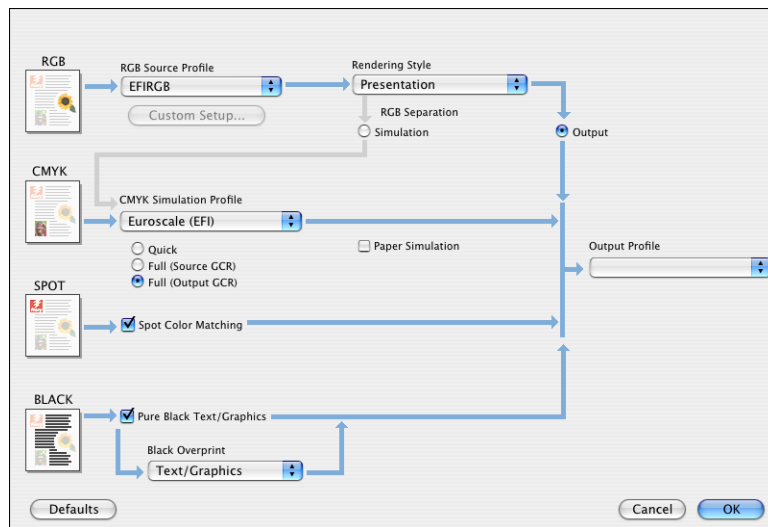 RGB
RGB Source Profile
EFIRGB
Custom Setup...
Rendering Style
Presentation
RGB Separation
Simulation
Output
CMYK
CMYK Simulation Profile
Euroscale (EFI)
Quick
Full (Source GCR)
Full (Output GCR)
Paper Simulation
Output Profile
SPOT
Spot Color Matching
BLACK
Pure Black Text/Graphics
Black Overprint
Text/Graphics
Defaults
Cancel
OK